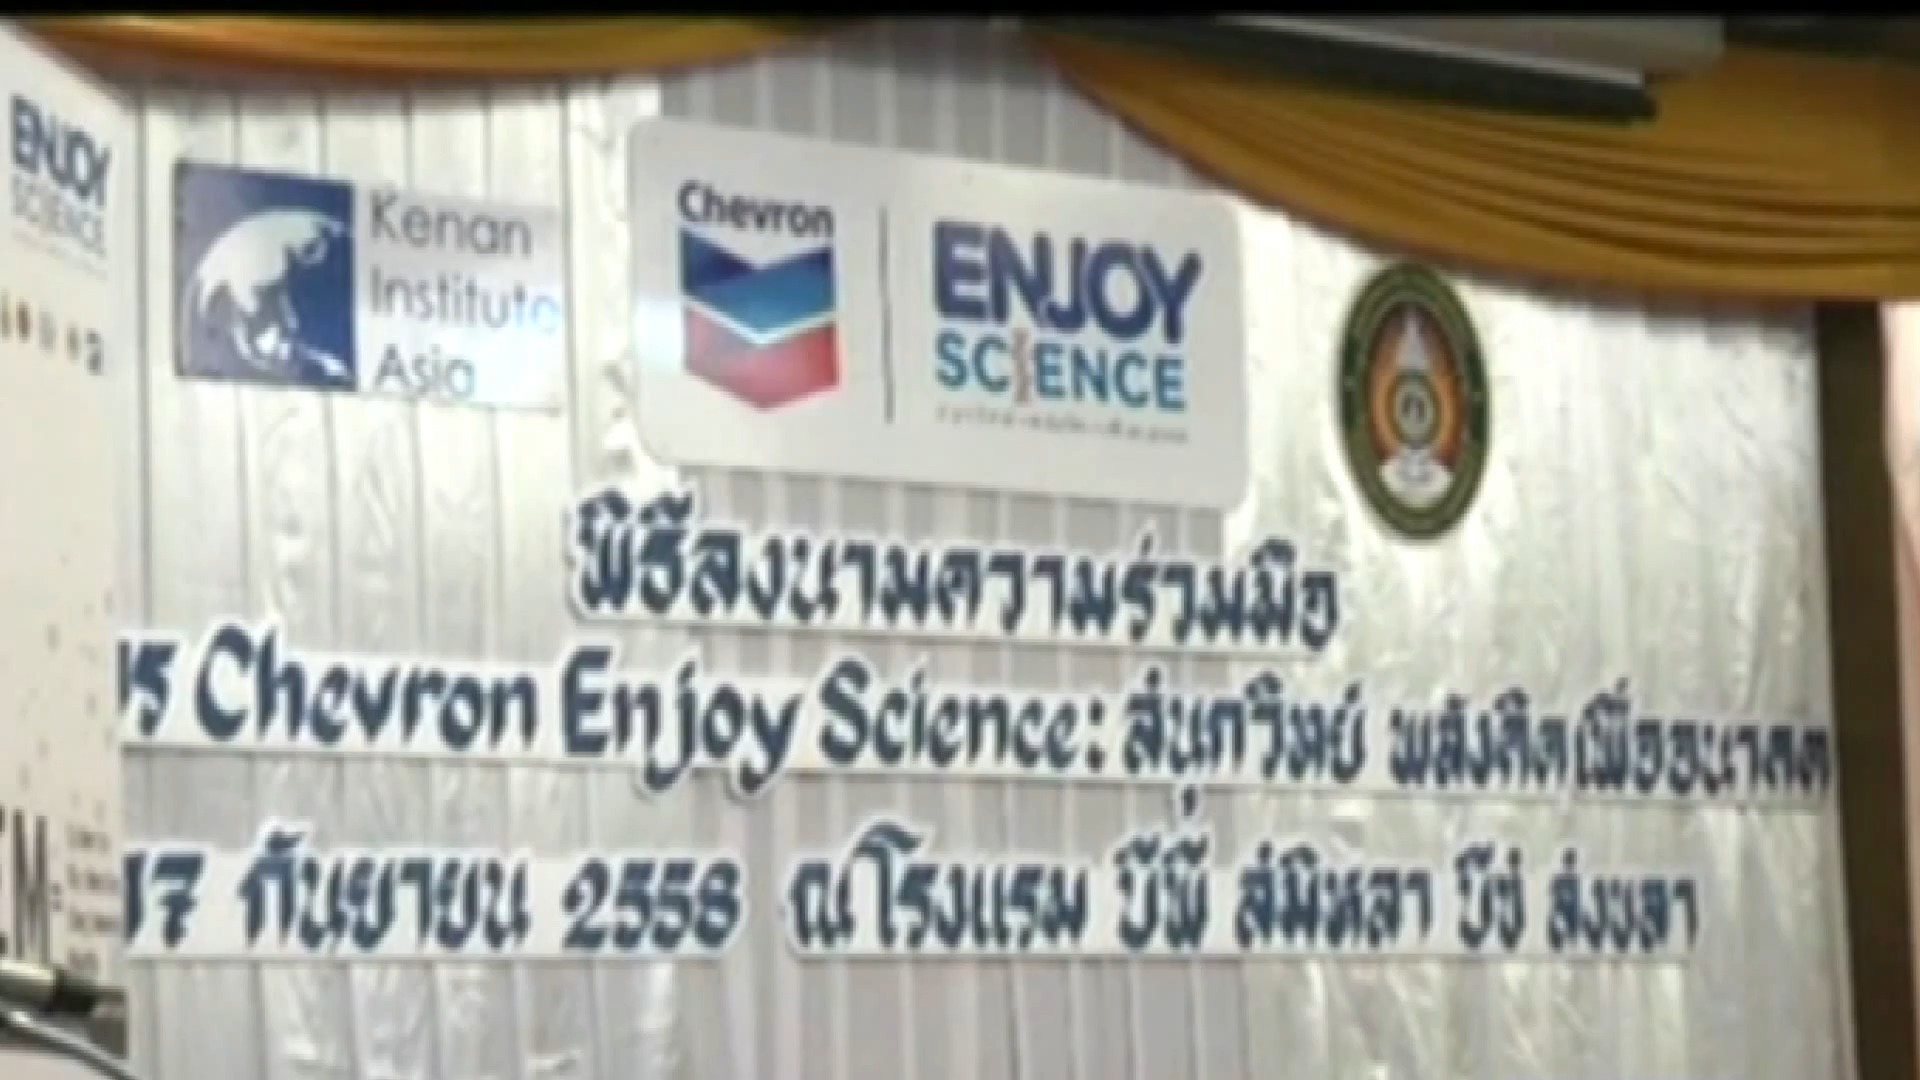 ENJOY
SCIENCE
Kenan
Institute
Asia
Chevron
ENJOY
SCIENCE
พิธีลงนามความร่วมมือ
Chevron Enjoy Science: สนุกวิทย์ พลังคิดเพื่ออนาคต
17 กันยายน 2558 ณ โรงแรม บีพี สมิหลา บีช สงขลา